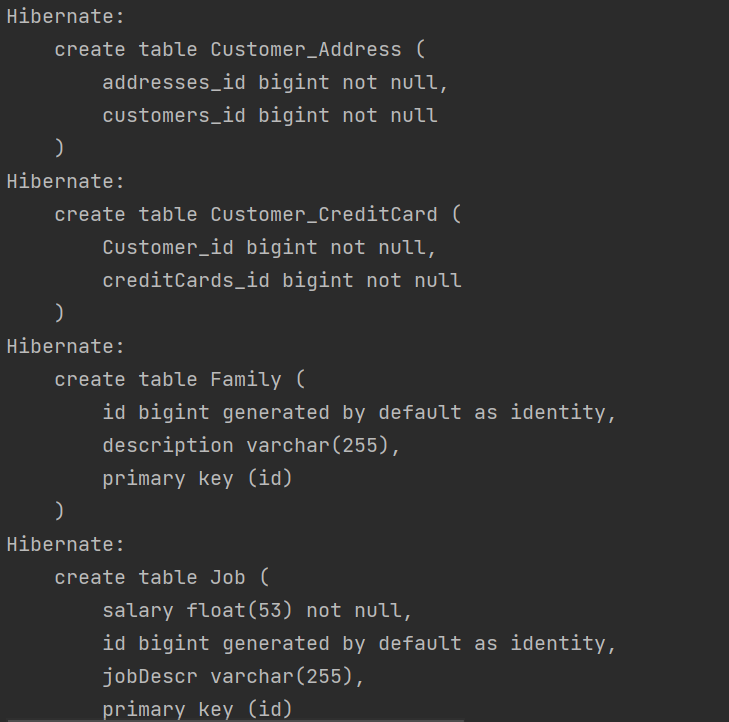 Hibernate:
    create table Customer_Address (
        addresses_id bigint not null,
        customers_id bigint not null
    )
Hibernate:
    create table Customer_CreditCard (
        Customer_id bigint not null,
        creditCards_id bigint not null
    )
Hibernate:
    create table Family (
        id bigint generated by default as identity,
        description varchar(255),
        primary key (id)
    )
Hibernate:
    create table Job (
        salary float(53) not null,
        id bigint generated by default as identity,
        jobDescr varchar(255),
        primary key (id)